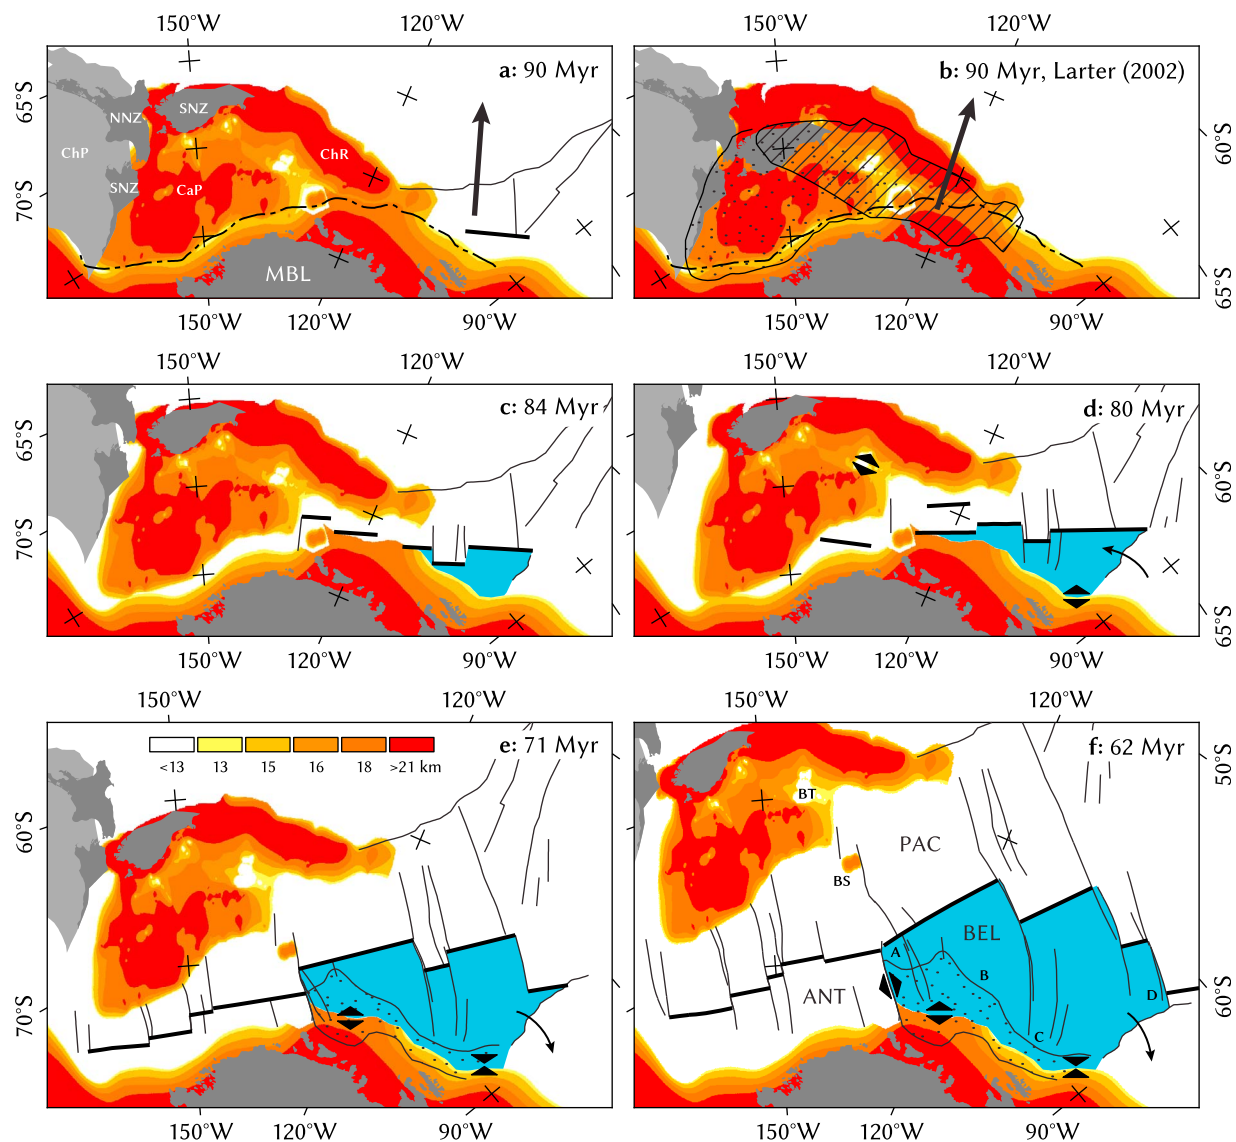 150°W 120°W 150°W 120°W
a: 90 Myr
b: 90 Myr, Larter (2002)
65°S
NNZ
SNZ
ChP
ChR
SNZ
CaP
70°S
MBL
60°S
65°S
150°W 120°W 90°W 150°W 120°W 90°W
150°W 120°W 150°W 120°W
c: 84 Myr
d: 80 Myr
65°S
70°S
60°S
65°S
150°W 120°W 90°W 150°W 120°W 90°W
150°W 120°W 150°W 120°W
e: 71 Myr
f: 62 Myr
<13 13 15 16 18 >21 km
60°S
70°S
50°S
60°S
BT
PAC
BS
BEL
A
B
ANT
D
C
150°W 120°W 90°W 150°W 120°W 90°W